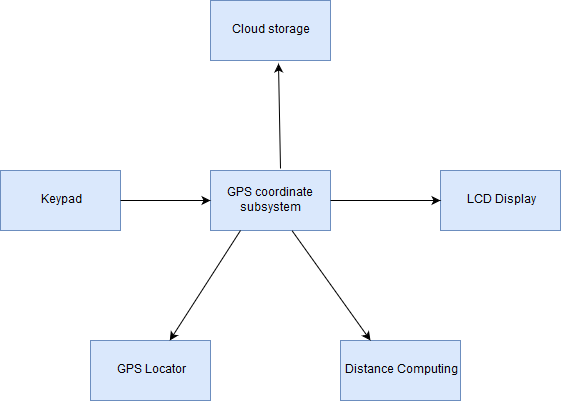 Cloud storage
Keypad
GPS coordinate
subsystem
LCD Display
GPS Locator
Distance Computing